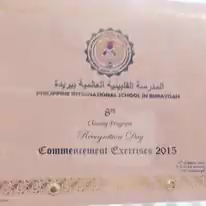 المدرسة الفلبينية العالمية ببريدة
PHILIPPINE INTERNATIONAL SCHOOL IN BURAYDAH
8th
Closing Program
Recognition Day
Commencement Exercises 2015